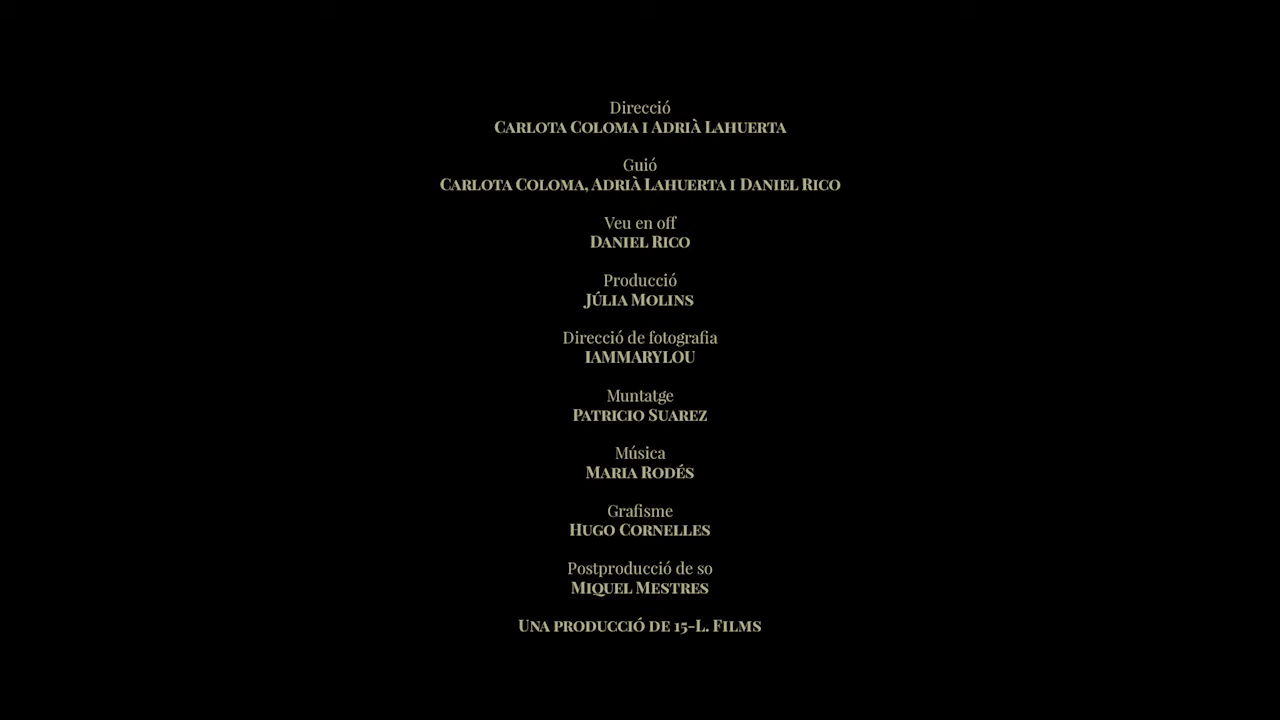 Direcció
Carlota Coloma i Adrià Lahuerta
Guió
Carlota Coloma, Adrià Lahuerta i Daniel Rico
Veu en off
Daniel Rico
Producció
Júlia Molins
Direcció de fotografia
IAMMARYLOU
Muntatge
Patricio Suarez
Música
Maria Rodés
Grafisme
Hugo Cornelles
Postproducció de so
Miquel Mestres
Una producció de 15-L. Films